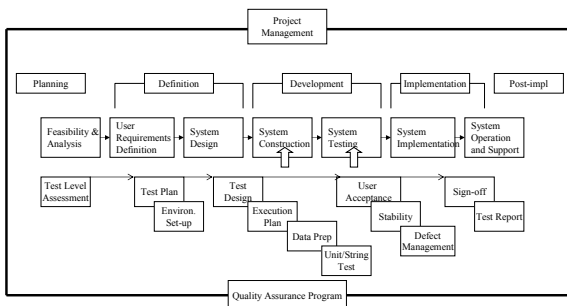 Project
Management
Planning
Definition
Development
Implementation
Post-impl
Feasibility &
Analysis
User
Requirements
Definition
System
Design
System
Construction
System
Testing
System
Implementation
System
Operation
and Support
Test Level
Assessment
Test Plan
Environ.
Set-up
Test
Design
Execution
Plan
Data Prep
Unit/String
Test
User
Acceptance
Stability
Defect
Management
Sign-off
Test Report
Quality Assurance Program